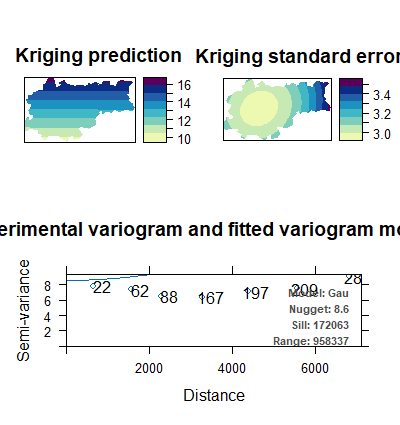 Kriging prediction
Kriging standard error
16
14
12
10
3.4
3.2
3.0
erimental variogram and fitted variogram mo
Semi-variance
8
6
4
2
22
62
88
167
197
209
28
Model: Gau
Nugget: 8.6
Sill: 172063
Range: 958337
2000
4000
6000
Distance